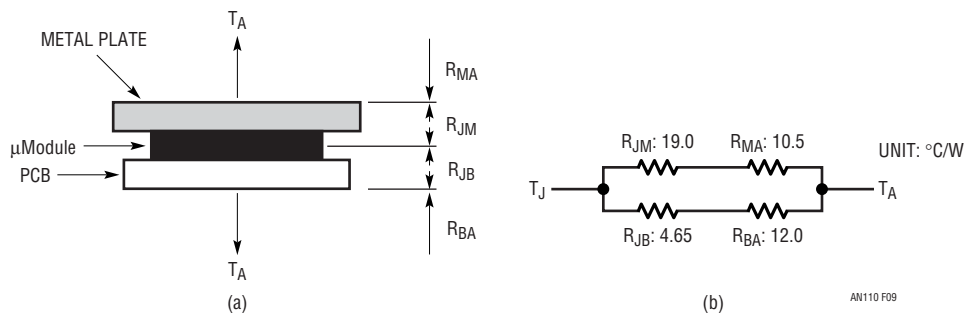 T_A
METAL PLATE
R_MA
R_JM
μModule
R_JB
PCB
R_BA
T_A
(a)
R_JM: 19.0
R_MA: 10.5
UNIT: °C/W
T_J
T_A
R_JB: 4.65
R_BA: 12.0
(b)
AN110 F09